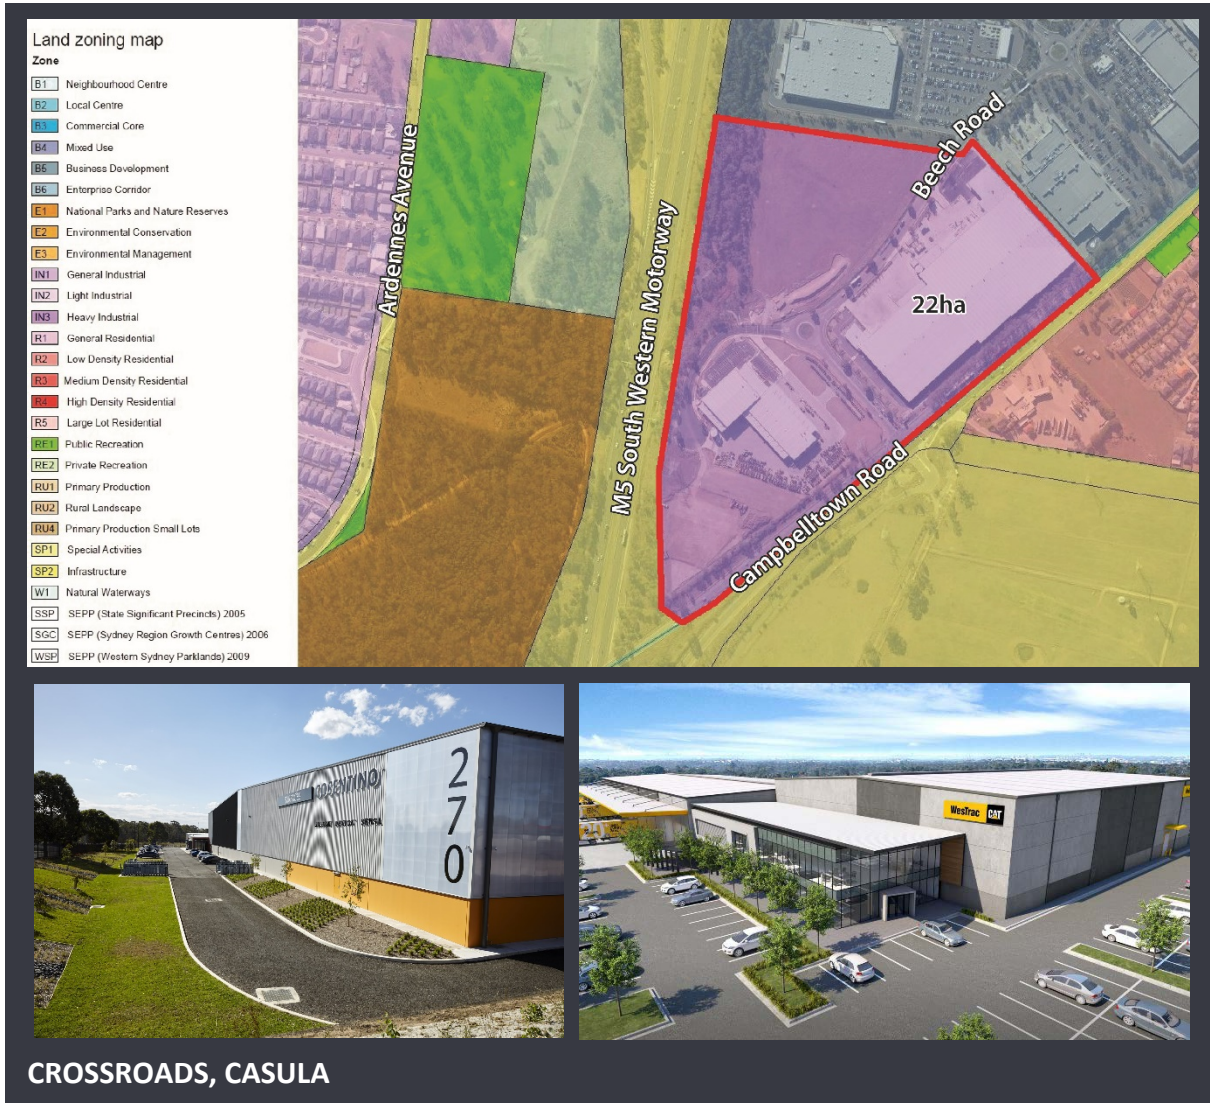 Land zoning map
Zone
B1 Neighbourhood Centre
B2 Local Centre
B3 Commercial Core
B4 Mixed Use
B5 Business Development
B6 Enterprise Corridor
E1 National Parks and Nature Reserves
E2 Environmental Conservation
E3 Environmental Management
IN1 General Industrial
IN2 Light Industrial
IN3 Heavy Industrial
R1 General Residential
R2 Low Density Residential
R3 Medium Density Residential
R4 High Density Residential
R5 Large Lot Residential
RE1 Public Recreation
RE2 Private Recreation
RU1 Primary Production
RU2 Rural Landscape
RU4 Primary Production Small Lots
SP1 Special Activities
SP2 Infrastructure
W1 Natural Waterways
SSP SEPP (State Significant Precincts) 2005
SGC SEPP (Sydney Region Growth Centres) 2006
WSP SEPP (Western Sydney Parklands) 2009
Ardennes Avenue
M5 South Western Motorway
Beech Road
22ha
Campbelltown Road
COSENTINO
270
WesTrac CAT
CROSSROADS, CASULA